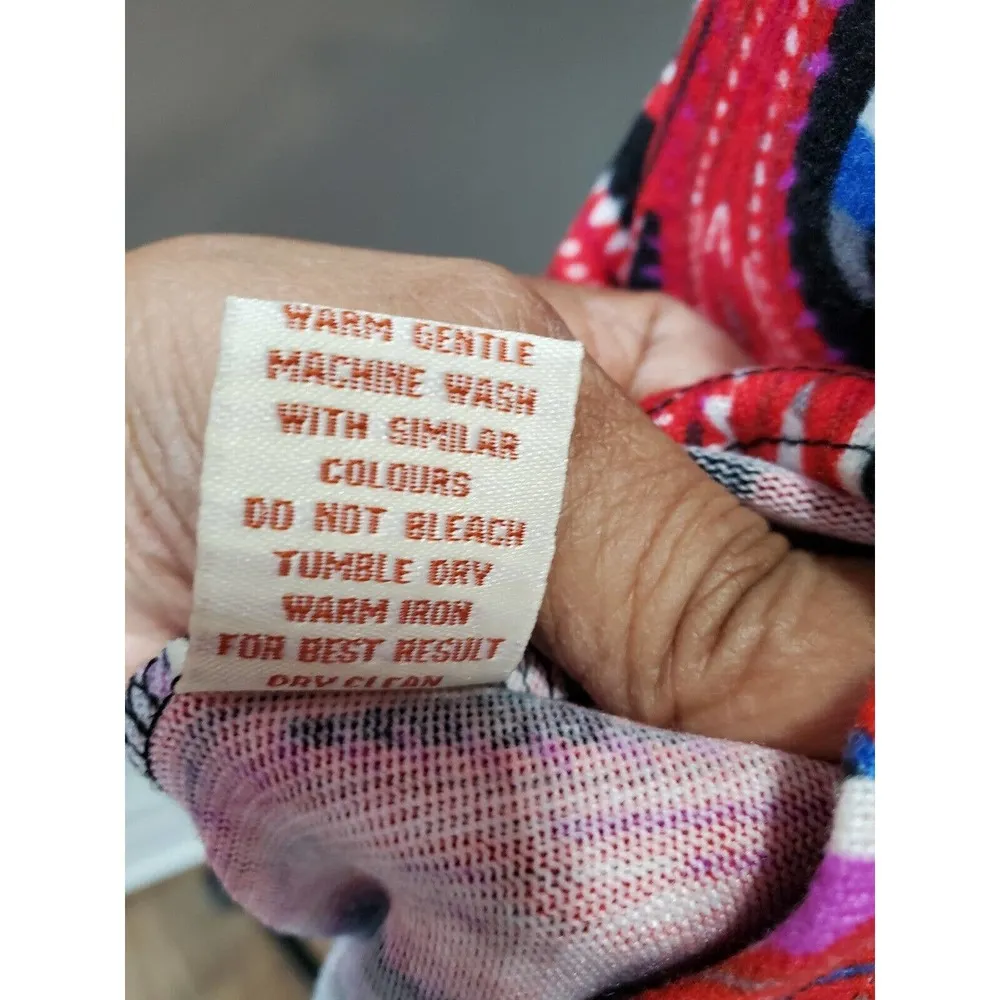 WARM GENTLE
MACHINE WASH
WITH SIMILAR
COLOURS
DO NOT BLEACH
TUMBLE DRY
WARM IRON
FOR BEST RESULT
DRY CLEAN